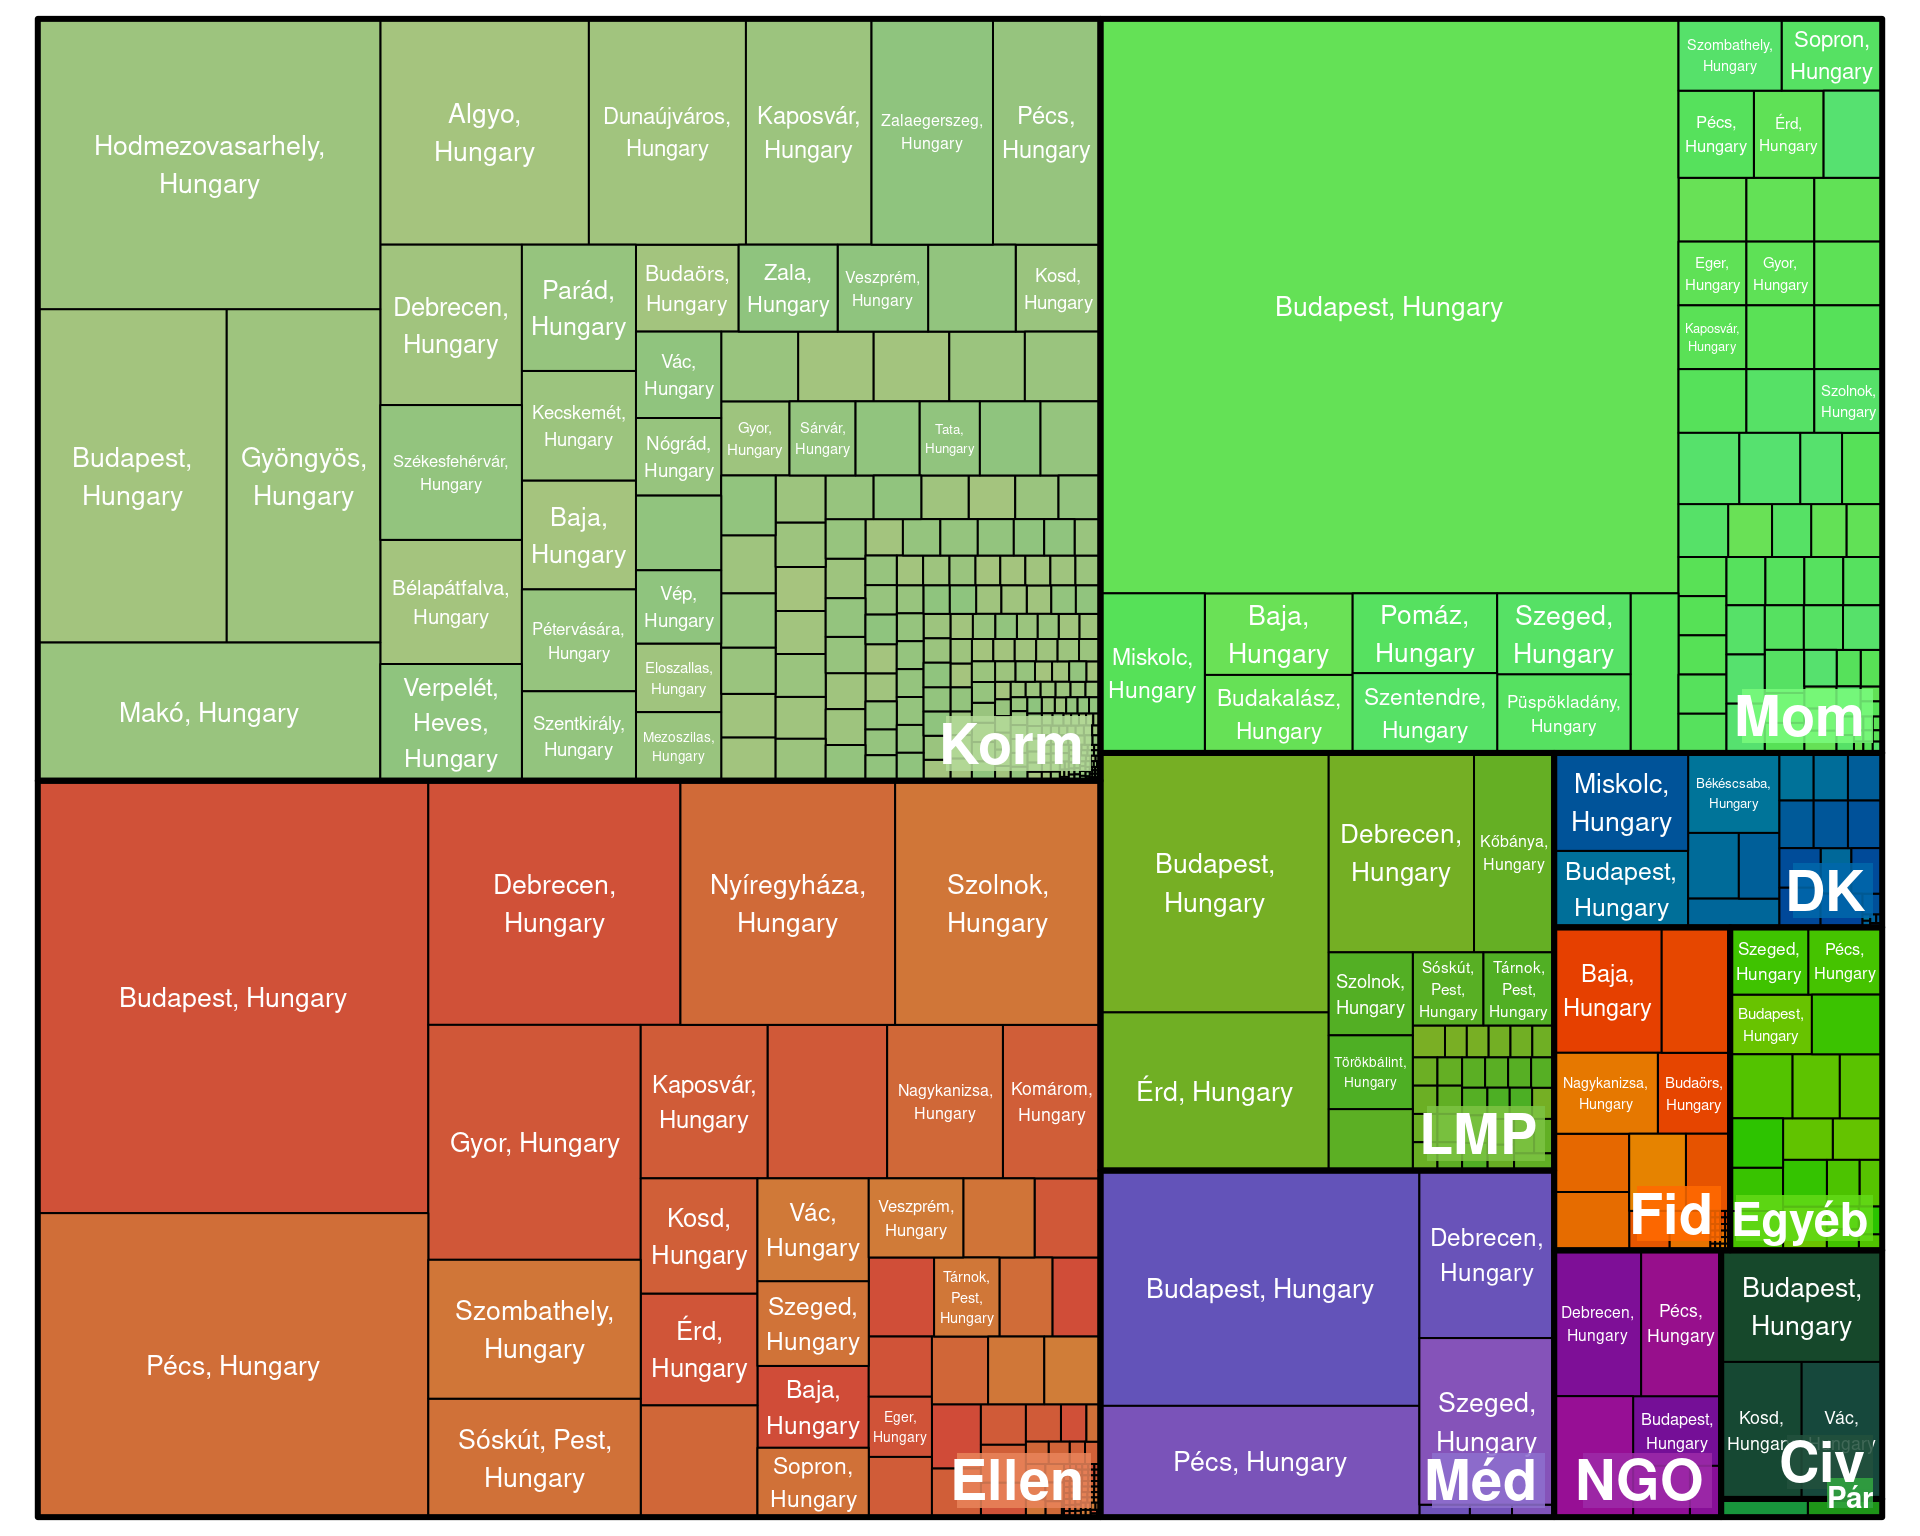 Hodmezovasarhely,
Hungary
Algyo,
Hungary
Dunaújváros,
Hungary
Kaposvár,
Hungary
Zalaegerszeg,
Hungary
Pécs,
Hungary
Budapest,
Hungary
Gyöngyös,
Hungary
Makó, Hungary
Debrecen,
Hungary
Székesfehérvár,
Hungary
Bélapátfalva,
Hungary
Verpelét,
Heves,
Hungary
Parád,
Hungary
Kecskemét,
Hungary
Baja,
Hungary
Pétervására,
Hungary
Szentkirály,
Hungary
Budaörs,
Hungary
Zala,
Hungary
Veszprém,
Hungary
Kosd,
Hungary
Vác,
Hungary
Nógrád,
Hungary
Vép,
Hungary
Eloszallas,
Hungary
Mezoszilas,
Hungary
Gyor,
Hungary
Sárvár,
Hungary
Tata,
Hungary
Korm
Budapest, Hungary
Miskolc,
Hungary
Baja,
Hungary
Budakalász,
Hungary
Pomáz,
Hungary
Szentendre,
Hungary
Szeged,
Hungary
Püspökladány,
Hungary
Szombathely,
Hungary
Sopron,
Hungary
Pécs,
Hungary
Érd,
Hungary
Eger,
Hungary
Gyor,
Hungary
Kaposvár,
Hungary
Szolnok,
Hungary
Mom
Budapest, Hungary
Pécs, Hungary
Debrecen,
Hungary
Nyíregyháza,
Hungary
Szolnok,
Hungary
Gyor, Hungary
Szombathely,
Hungary
Sóskút, Pest,
Hungary
Kaposvár,
Hungary
Nagykanizsa,
Hungary
Komárom,
Hungary
Kosd,
Hungary
Érd,
Hungary
Vác,
Hungary
Szeged,
Hungary
Baja,
Hungary
Sopron,
Hungary
Veszprém,
Hungary
Tárnok,
Pest,
Hungary
Eger,
Hungary
Ellen
Budapest,
Hungary
Érd, Hungary
Debrecen,
Hungary
Kőbánya,
Hungary
Szolnok,
Hungary
Sóskút,
Pest,
Hungary
Tárnok,
Pest,
Hungary
Törökbálint,
Hungary
LMP
Budapest, Hungary
Pécs, Hungary
Debrecen,
Hungary
Szeged,
Hungary
Méd
Miskolc,
Hungary
Budapest,
Hungary
Békéscsaba,
Hungary
DK
Baja,
Hungary
Nagykanizsa,
Hungary
Budaörs,
Hungary
Fid
Szeged,
Hungary
Pécs,
Hungary
Budapest,
Hungary
Egyéb
Debrecen,
Hungary
Pécs,
Hungary
Budapest,
Hungary
NGO
Budapest,
Hungary
Kosd,
Hungary
Vác,
Hungary
Civ
Pár